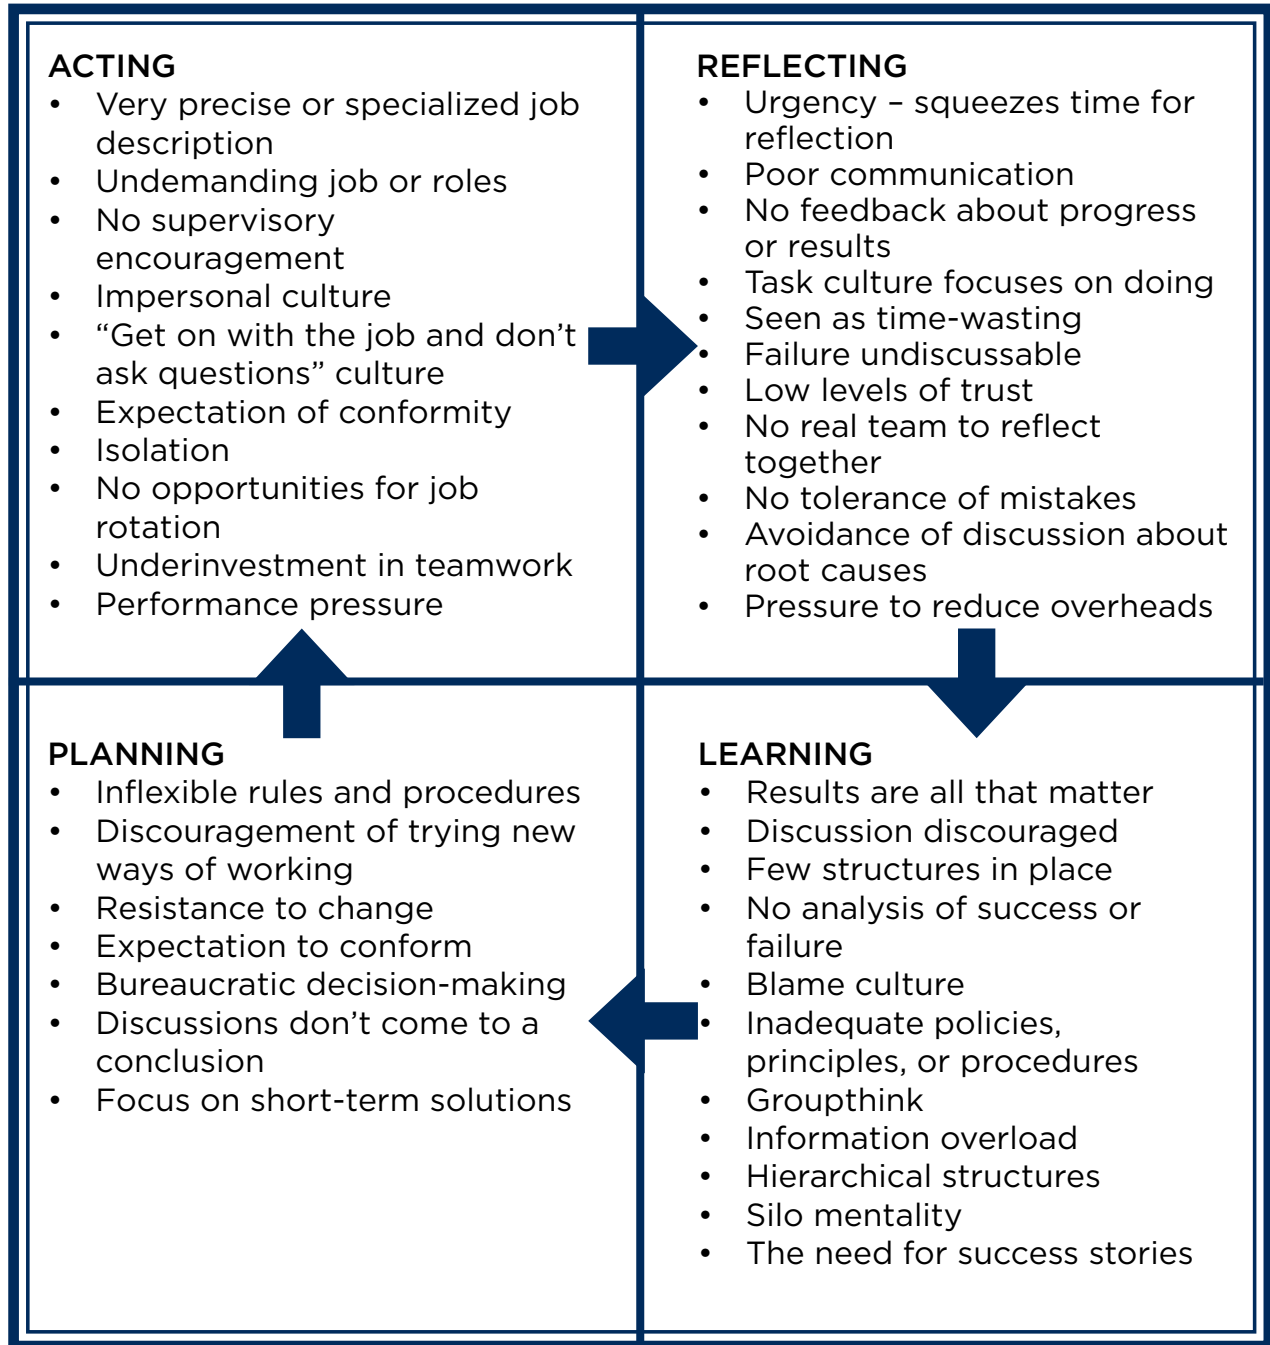 ACTING
• Very precise or specialized job
description
• Undemanding job or roles
• No supervisory
encouragement
• Impersonal culture
• “Get on with the job and don’t
ask questions” culture
• Expectation of conformity
• Isolation
• No opportunities for job
rotation
• Underinvestment in teamwork
• Performance pressure
REFLECTING
• Urgency – squeezes time for
reflection
• Poor communication
• No feedback about progress
or results
• Task culture focuses on doing
• Seen as time-wasting
• Failure undiscussable
• Low levels of trust
• No real team to reflect
together
• No tolerance of mistakes
• Avoidance of discussion about
root causes
• Pressure to reduce overheads
PLANNING
• Inflexible rules and procedures
• Discouragement of trying new
ways of working
• Resistance to change
• Expectation to conform
• Bureaucratic decision-making
• Discussions don’t come to a
conclusion
• Focus on short-term solutions
LEARNING
• Results are all that matter
• Discussion discouraged
• Few structures in place
• No analysis of success or
failure
• Blame culture
• Inadequate policies,
principles, or procedures
• Groupthink
• Information overload
• Hierarchical structures
• Silo mentality
• The need for success stories